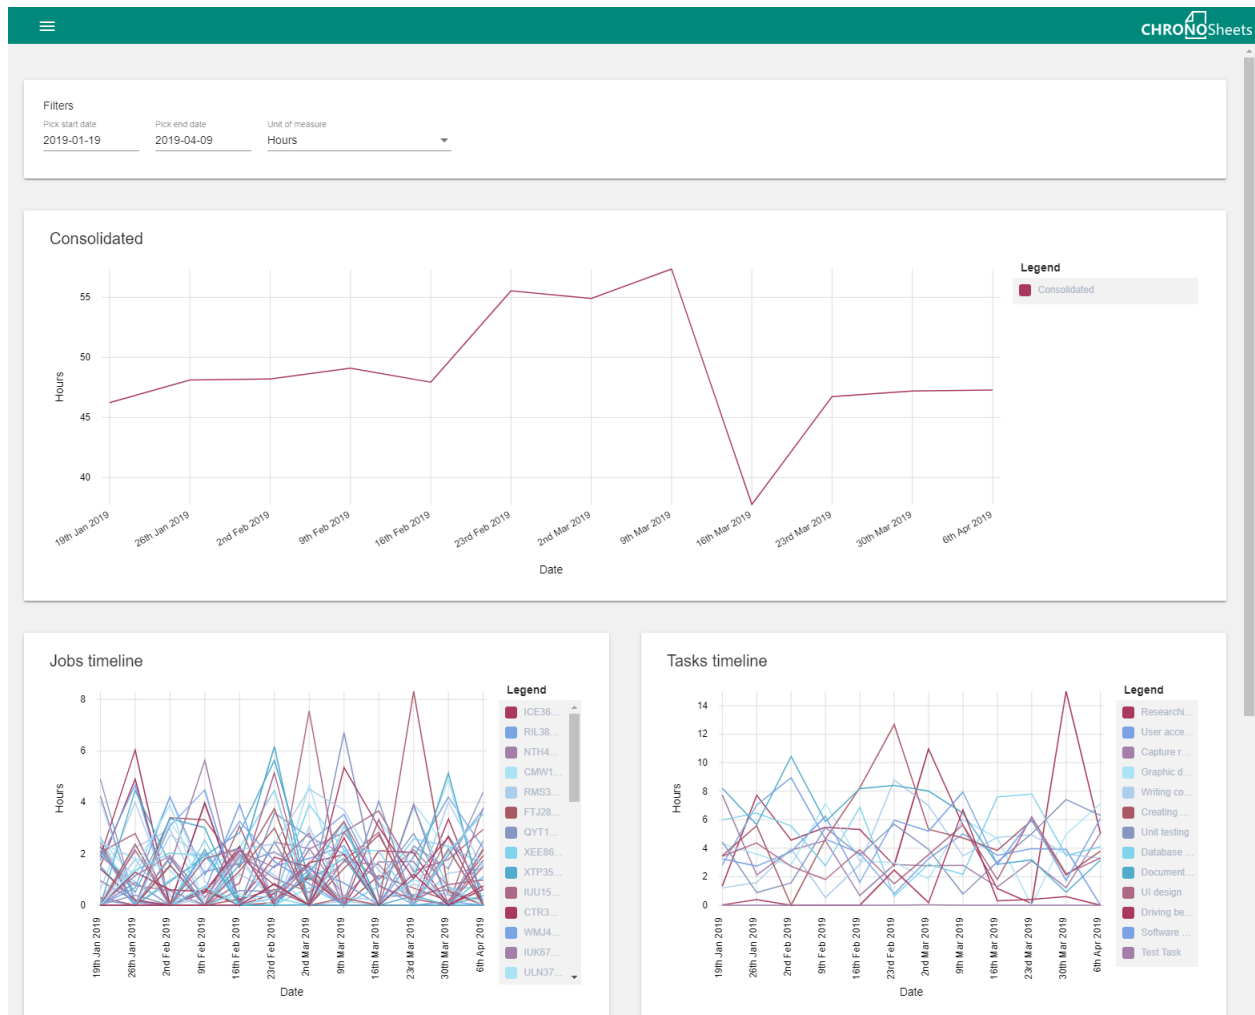 CHRONOSheets
Filters
Pick start date
Pick end date
Unit of measure
2019-01-19
2019-04-09
Hours
Consolidated
Legend
Consolidated
55
50
45
40
Hours
19th Jan 2019
26th Jan 2019
2nd Feb 2019
9th Feb 2019
16th Feb 2019
23rd Feb 2019
2nd Mar 2019
9th Mar 2019
16th Mar 2019
23rd Mar 2019
30th Mar 2019
6th Apr 2019
Date
Jobs timeline
Legend
ICE36...
RIL38...
NTH4...
CMW1...
RMS3...
FTJ28...
QYT1...
XEE86...
XTP35...
IUU15...
CTR3...
WMJ4...
IUK67...
ULN37...
8
6
4
2
0
Hours
19th Jan 2019
26th Jan 2019
2nd Feb 2019
9th Feb 2019
16th Feb 2019
23rd Feb 2019
2nd Mar 2019
9th Mar 2019
16th Mar 2019
23rd Mar 2019
30th Mar 2019
6th Apr 2019
Date
Tasks timeline
Legend
Researchi...
User acce...
Capture r...
Graphic d...
Writing co...
Creating ...
Unit testing
Database ...
Document...
UI design
Driving be...
Software ...
Test Task
14
12
10
8
6
4
2
0
Hours
19th Jan 2019
26th Jan 2019
2nd Feb 2019
9th Feb 2019
16th Feb 2019
23rd Feb 2019
2nd Mar 2019
9th Mar 2019
16th Mar 2019
23rd Mar 2019
30th Mar 2019
6th Apr 2019
Date